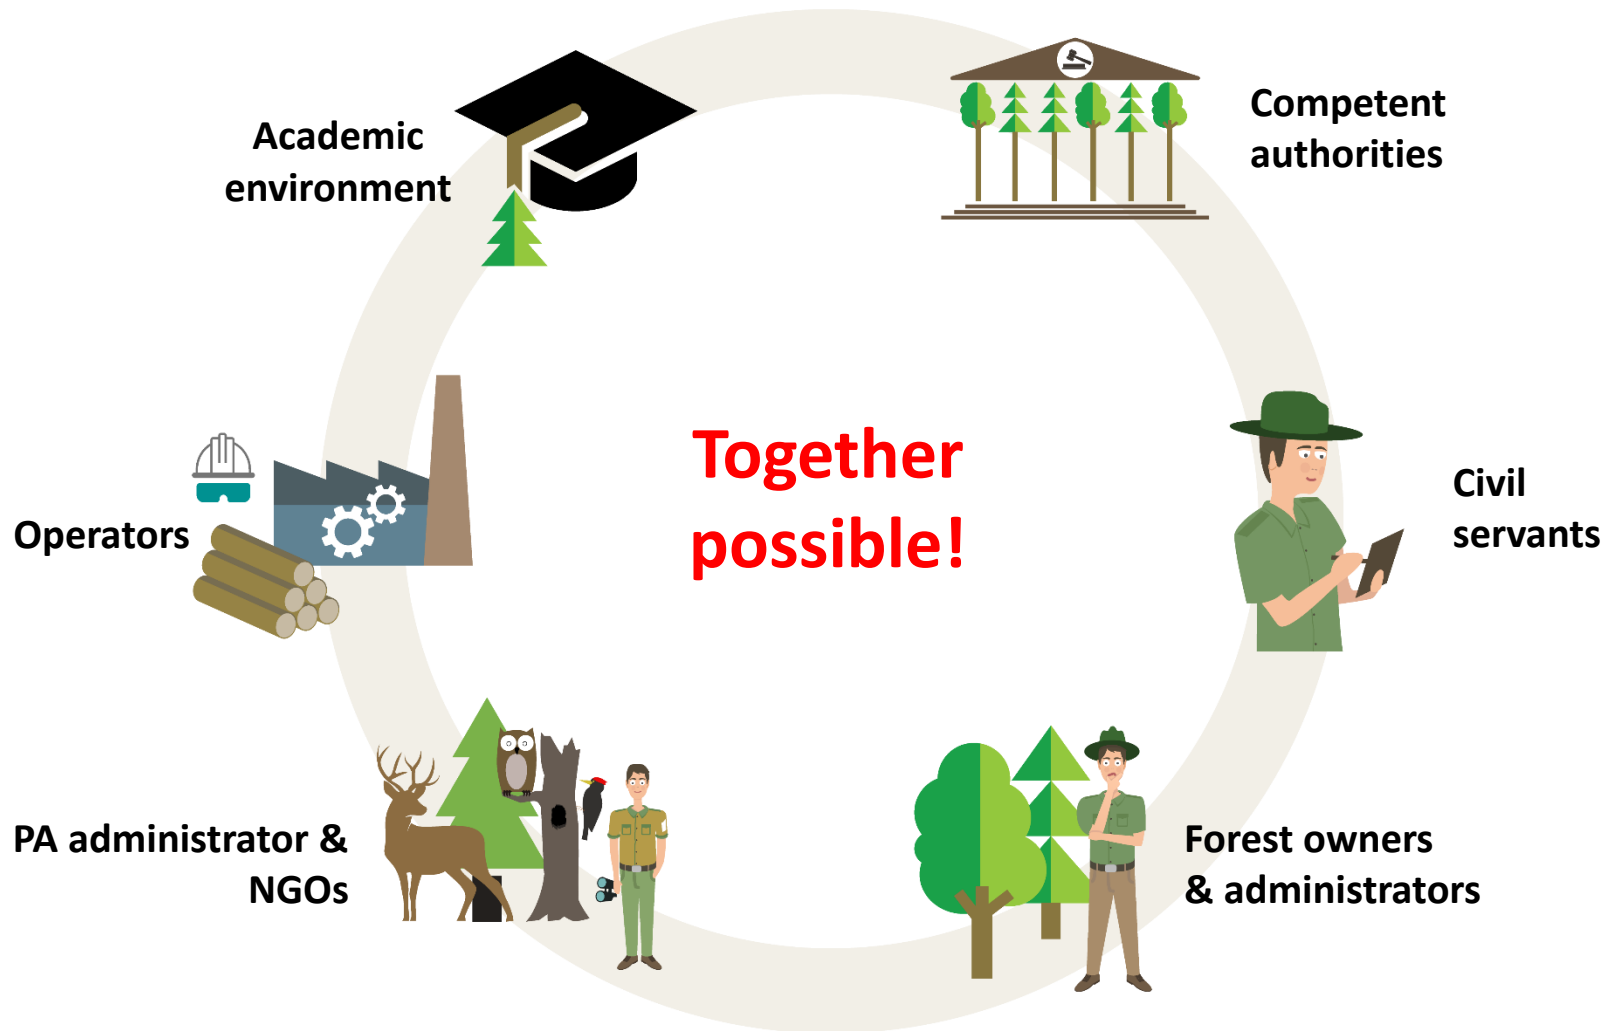 Academic
environment
Competent
authorities
Together
possible!
Operators
Civil
servants
PA administrator &
NGOs
Forest owners
& administrators